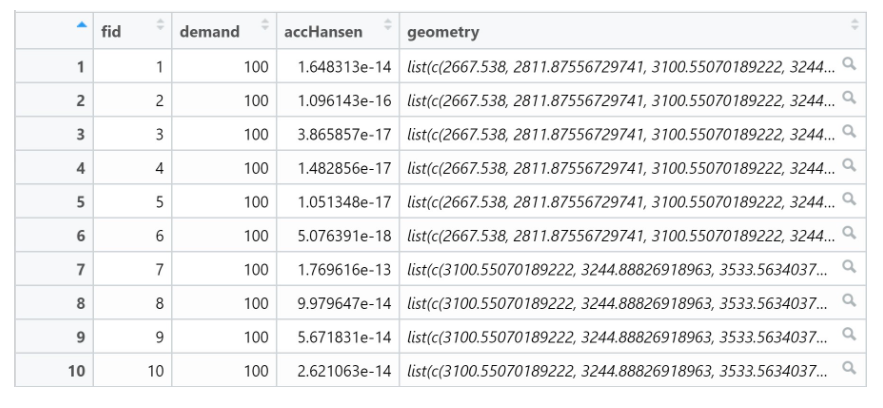 fid demand accHansen geometry
1 1 100 1.648313e-14 list(c(2667.538, 2811.87556729741, 3100.55070189222, 3244...
2 2 100 1.096143e-16 list(c(2667.538, 2811.87556729741, 3100.55070189222, 3244...
3 3 100 3.865857e-17 list(c(2667.538, 2811.87556729741, 3100.55070189222, 3244...
4 4 100 1.482856e-17 list(c(2667.538, 2811.87556729741, 3100.55070189222, 3244...
5 5 100 1.051348e-17 list(c(2667.538, 2811.87556729741, 3100.55070189222, 3244...
6 6 100 5.076391e-18 list(c(2667.538, 2811.87556729741, 3100.55070189222, 3244...
7 7 100 1.769616e-13 list(c(3100.55070189222, 3244.88826918963, 3533.5634037...
8 8 100 9.979647e-14 list(c(3100.55070189222, 3244.88826918963, 3533.5634037...
9 9 100 5.671831e-14 list(c(3100.55070189222, 3244.88826918963, 3533.5634037...
10 10 100 2.621063e-14 list(c(3100.55070189222, 3244.88826918963, 3533.5634037...